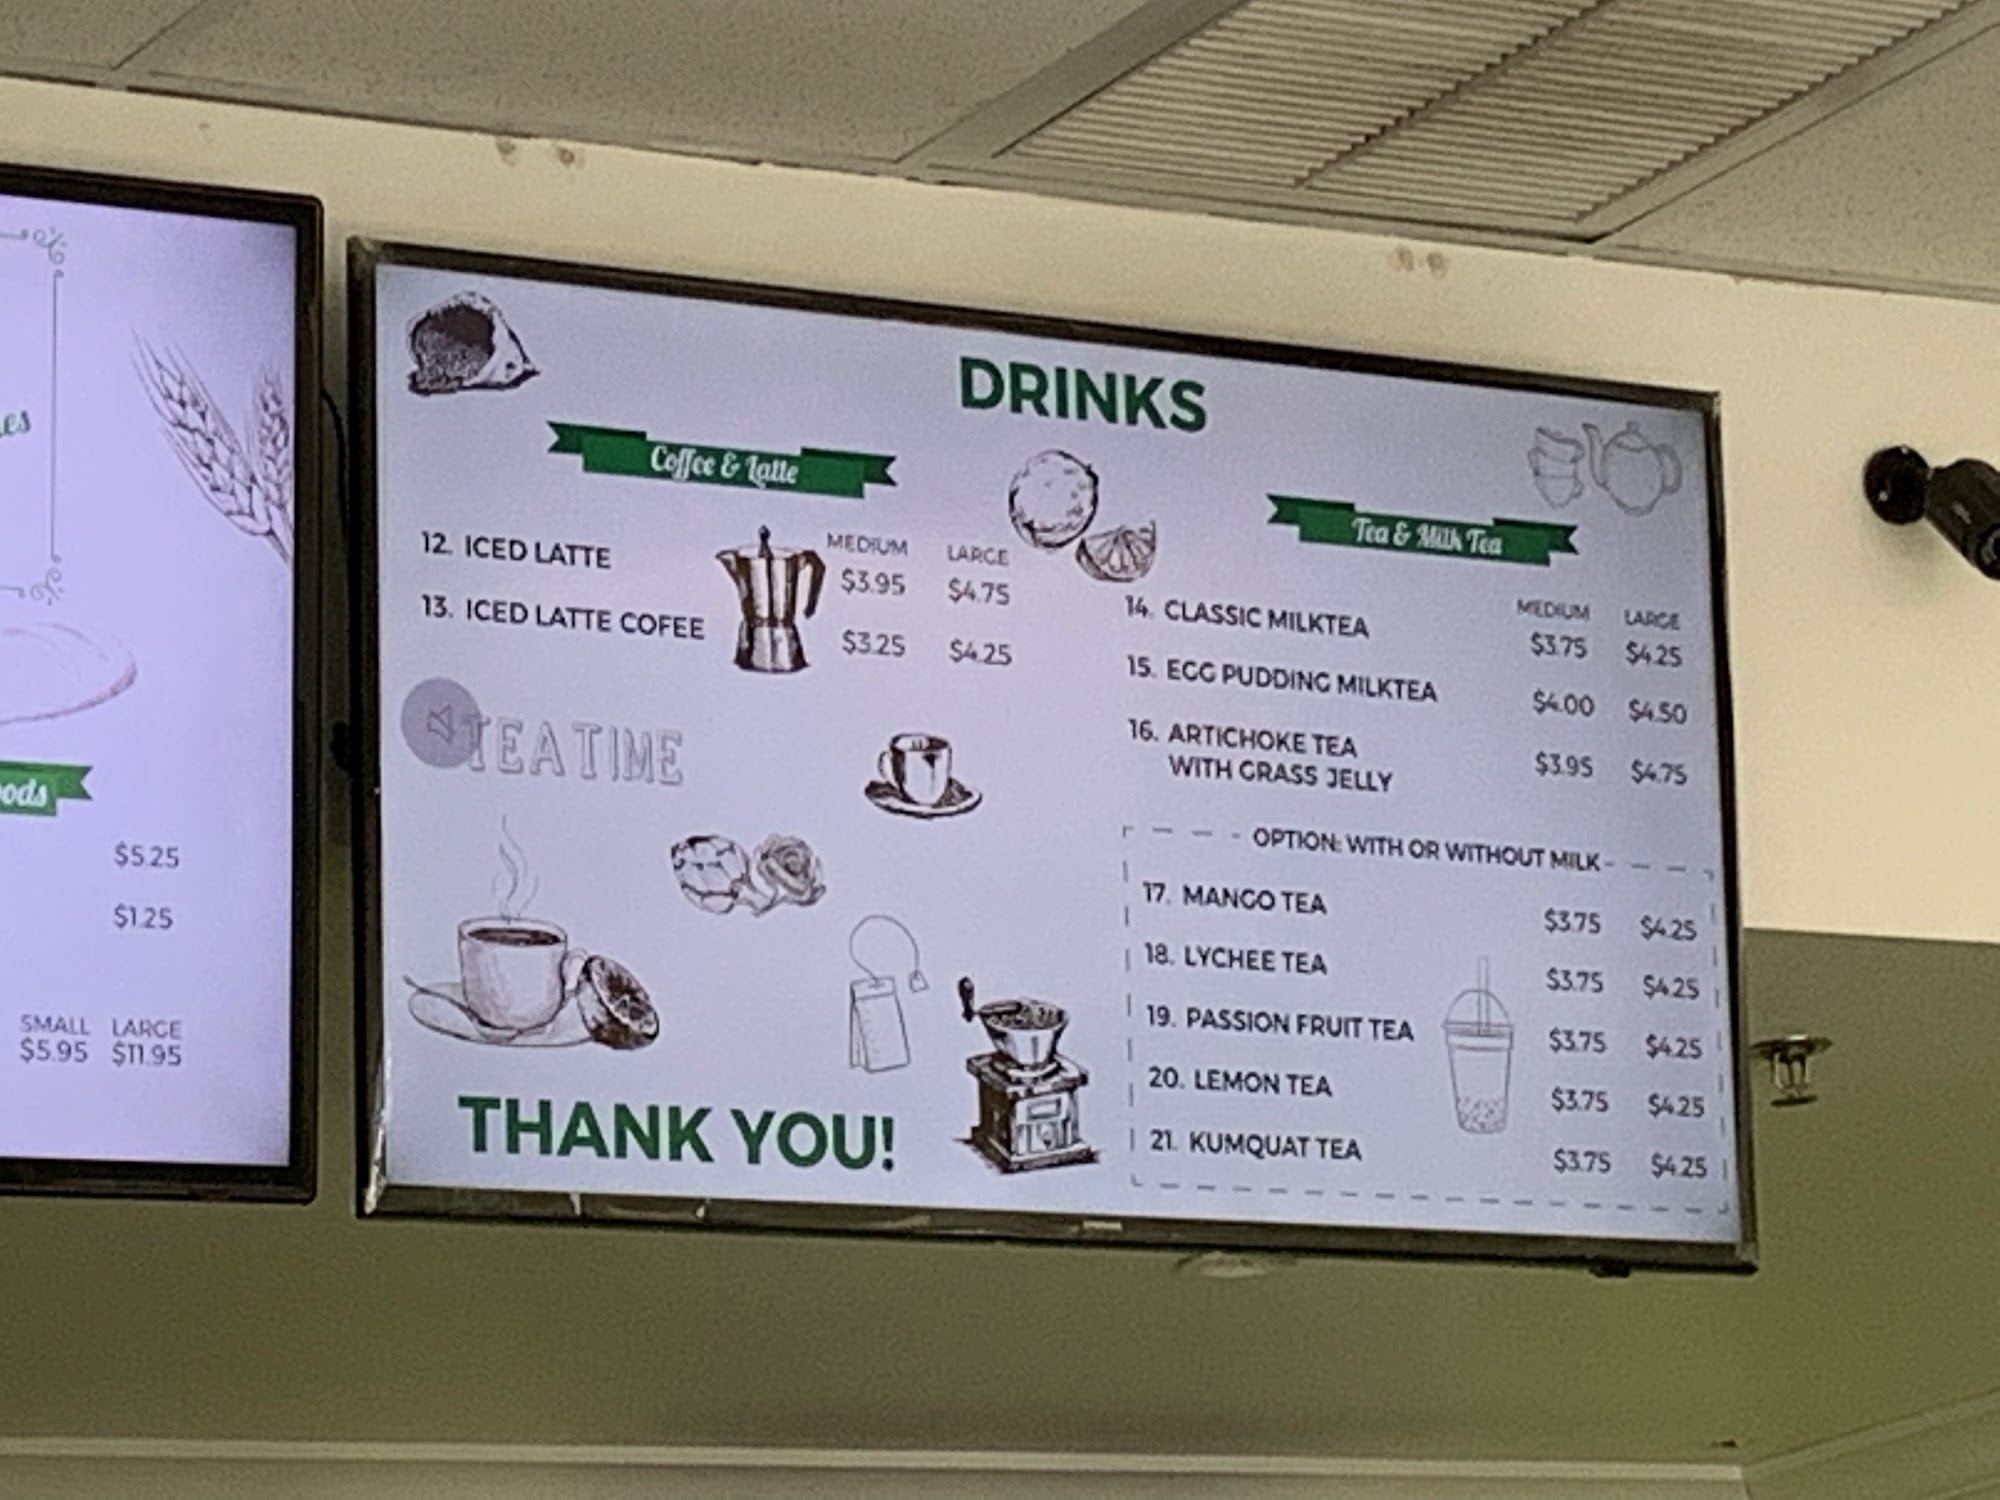 es
oods
$5.25
$1.25
SMALL LARGE
$5.95 $11.95
DRINKS
Coffee & Latte
MEDIUM LARGE
12. ICED LATTE $3.95 $4.75
13. ICED LATTE COFEE $3.25 $4.25
TEA TIME
THANK YOU!
Tea & Milk Tea
MEDIUM LARGE
14. CLASSIC MILKTEA $3.75 $4.25
15. EGG PUDDING MILKTEA $4.00 $4.50
16. ARTICHOKE TEA
WITH GRASS JELLY $3.95 $4.75
OPTION: WITH OR WITHOUT MILK
17. MANGO TEA $3.75 $4.25
18. LYCHEE TEA $3.75 $4.25
19. PASSION FRUIT TEA $3.75 $4.25
20. LEMON TEA $3.75 $4.25
21. KUMQUAT TEA $3.75 $4.25